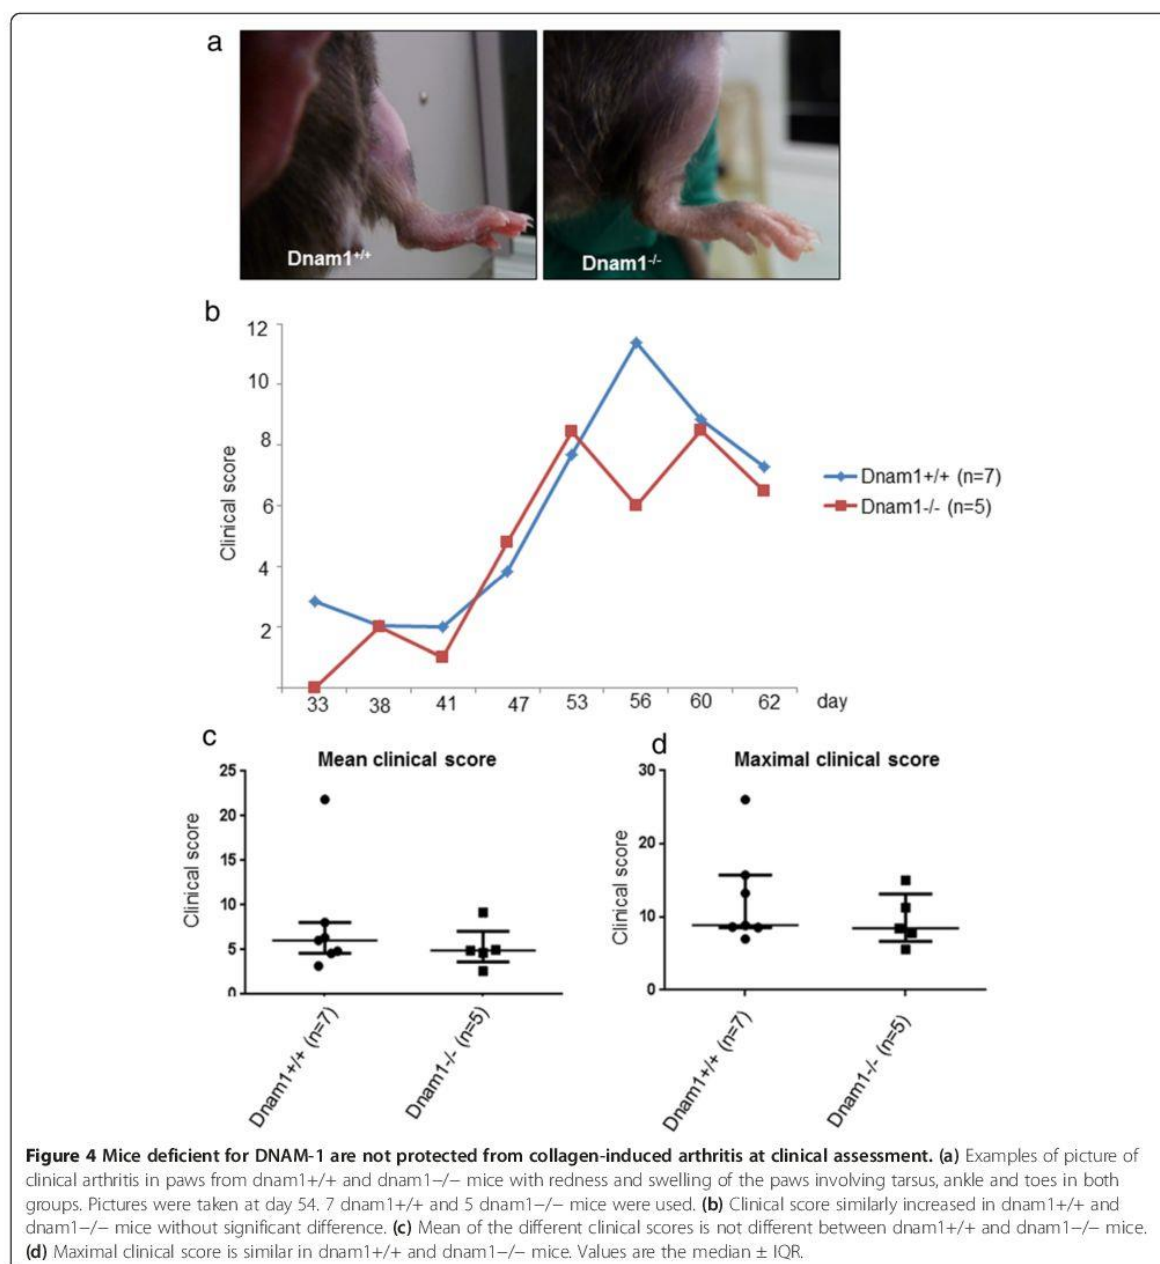 a
Dnam1+/+
Dnam1-/-
b
12
10
8
6
4
2
Clinical score
Dnam1+/+ (n=7)
Dnam1-/- (n=5)
33 38 41 47 53 56 60 62 day
c
Mean clinical score
25
20
15
10
5
0
Clinical score
Dnam1+/+ (n=7)
Dnam1-/- (n=5)
d
Maximal clinical score
30
20
10
0
Clinical score
Dnam1+/+ (n=7)
Dnam1-/- (n=5)
Figure 4 Mice deficient for DNAM-1 are not protected from collagen-induced arthritis at clinical assessment. (a) Examples of picture of
clinical arthritis in paws from dnam1+/+ and dnam1−/− mice with redness and swelling of the paws involving tarsus, ankle and toes in both
groups. Pictures were taken at day 54. 7 dnam1+/+ and 5 dnam1−/− mice were used. (b) Clinical score similarly increased in dnam1+/+ and
dnam1−/− mice without significant difference. (c) Mean of the different clinical scores is not different between dnam1+/+ and dnam1−/− mice.
(d) Maximal clinical score is similar in dnam1+/+ and dnam1−/− mice. Values are the median ± IQR.